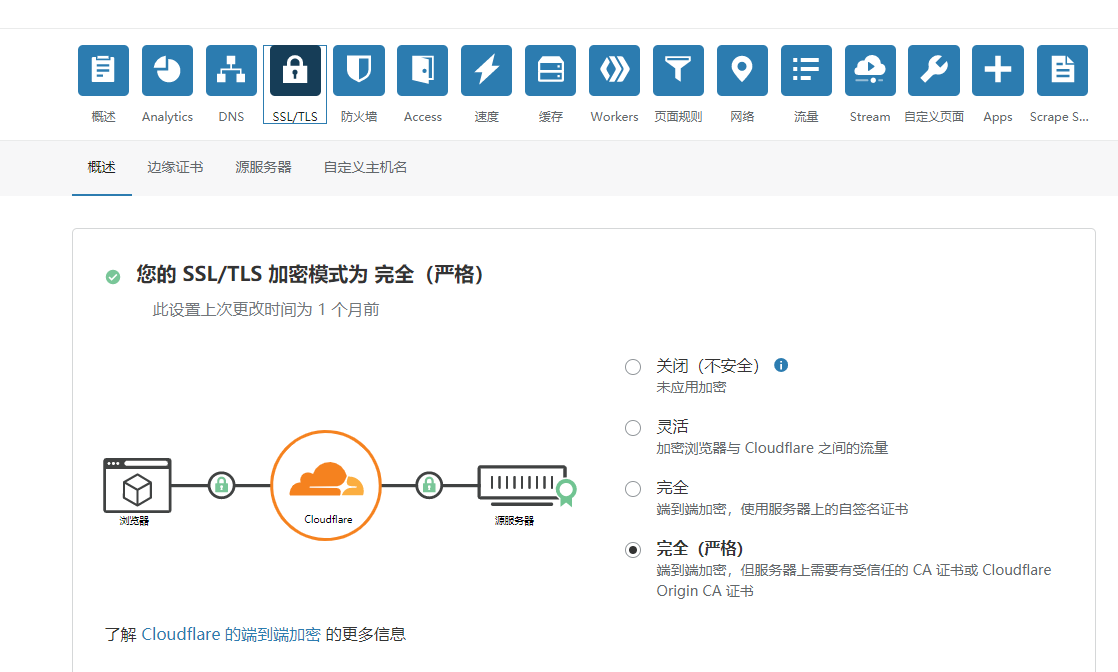 概述 Analytics DNS SSL/TLS 防火墙 Access 速度 缓存 Workers 页面规则 网络 流量 Stream 自定义页面 Apps Scrape S...
概述 边缘证书 源服务器 自定义主机名
您的 SSL/TLS 加密模式为 完全（严格）
此设置上次更改时间为 1 个月前
关闭（不安全）
未应用加密
灵活
加密浏览器与 Cloudflare 之间的流量
完全
端到端加密，使用服务器上的自签名证书
完全（严格）
端到端加密，但服务器上需要有受信任的 CA 证书或 Cloudflare
Origin CA 证书
浏览器 Cloudflare 源服务器
了解 Cloudflare 的端到端加密 的更多信息